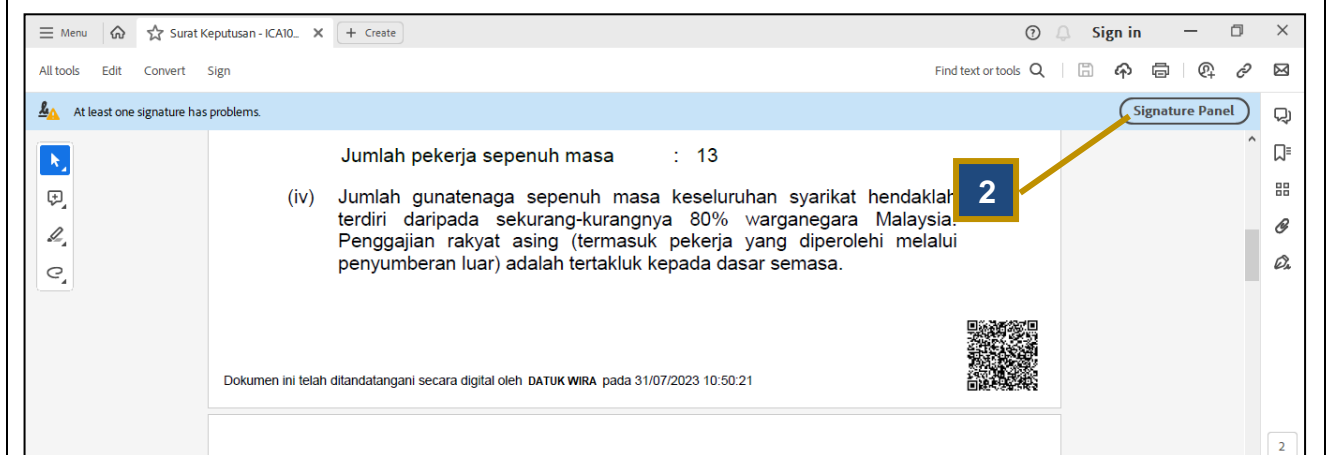 Menu Surat Keputusan - ICA10... + Create Sign in
All tools Edit Convert Sign Find text or tools
At least one signature has problems. Signature Panel
Jumlah pekerja sepenuh masa : 13
2
(iv) Jumlah gunatenaga sepenuh masa keseluruhan syarikat hendaklah
terdiri daripada sekurang-kurangnya 80% warganegara Malaysia.
Penggajian rakyat asing (termasuk pekerja yang diperolehi melalui
penyumberan luar) adalah tertakluk kepada dasar semasa.
Dokumen ini telah ditandatangani secara digital oleh DATUK WIRA pada 31/07/2023 10:50:21
2